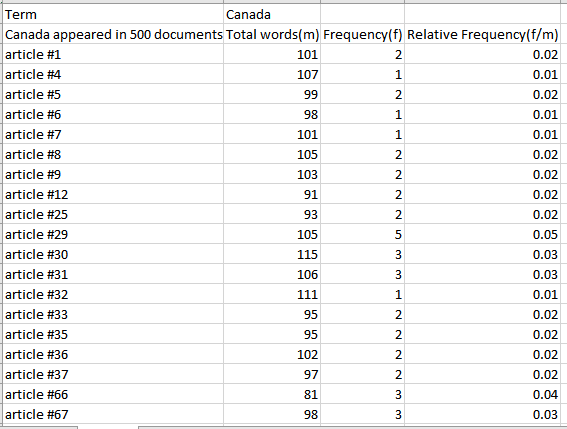 Term Canada
Canada appeared in 500 documents Total words(m) Frequency(f) Relative Frequency(f/m)
article #1 101 2 0.02
article #4 107 1 0.01
article #5 99 2 0.02
article #6 98 1 0.01
article #7 101 1 0.01
article #8 105 2 0.02
article #9 103 2 0.02
article #12 91 2 0.02
article #25 93 2 0.02
article #29 105 5 0.05
article #30 115 3 0.03
article #31 106 3 0.03
article #32 111 1 0.01
article #33 95 2 0.02
article #35 95 2 0.02
article #36 102 2 0.02
article #37 97 2 0.02
article #66 81 3 0.04
article #67 98 3 0.03